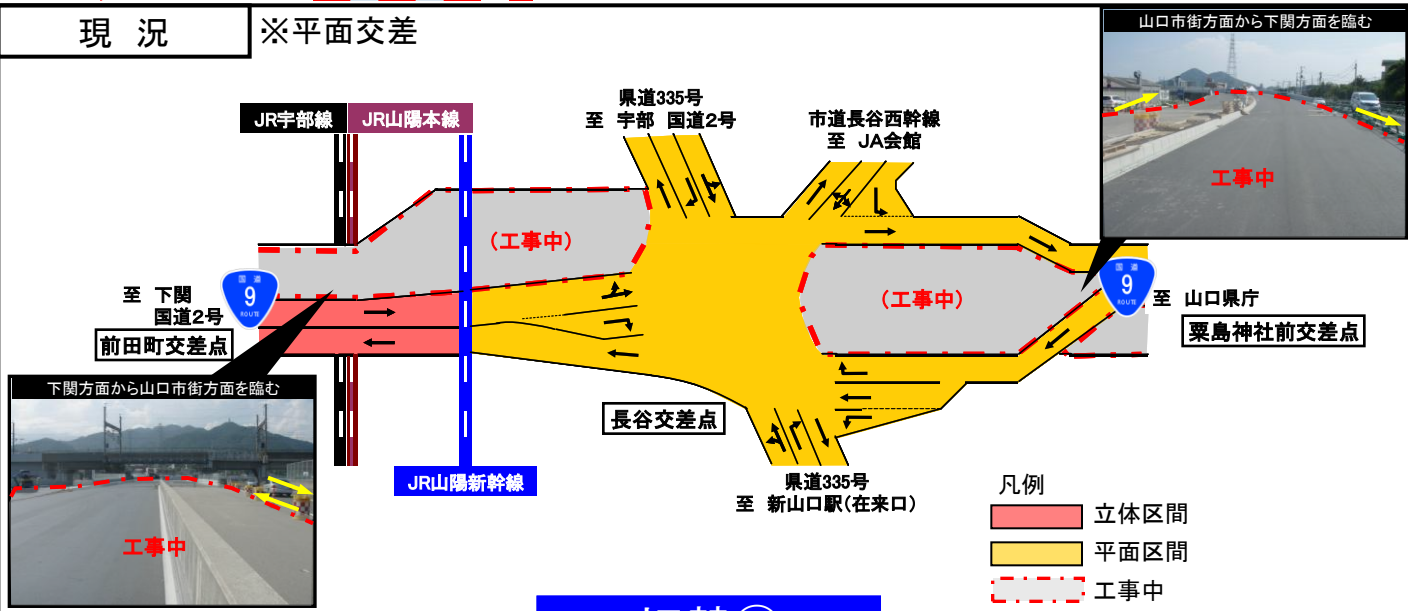 現 況
※平面交差
山口市街方面から下関方面を臨む
工事中
県道335号
至 宇部 国道2号
市道長谷西幹線
至 JA会館
JR宇部線
JR山陽本線
(工事中)
(工事中)
国道
9
ROUTE
至 下関
国道2号
前田町交差点
国道
9
ROUTE
至 山口県庁
粟島神社前交差点
下関方面から山口市街方面を臨む
工事中
長谷交差点
JR山陽新幹線
県道335号
至 新山口駅(在来口)
凡例
立体区間
平面区間
工事中